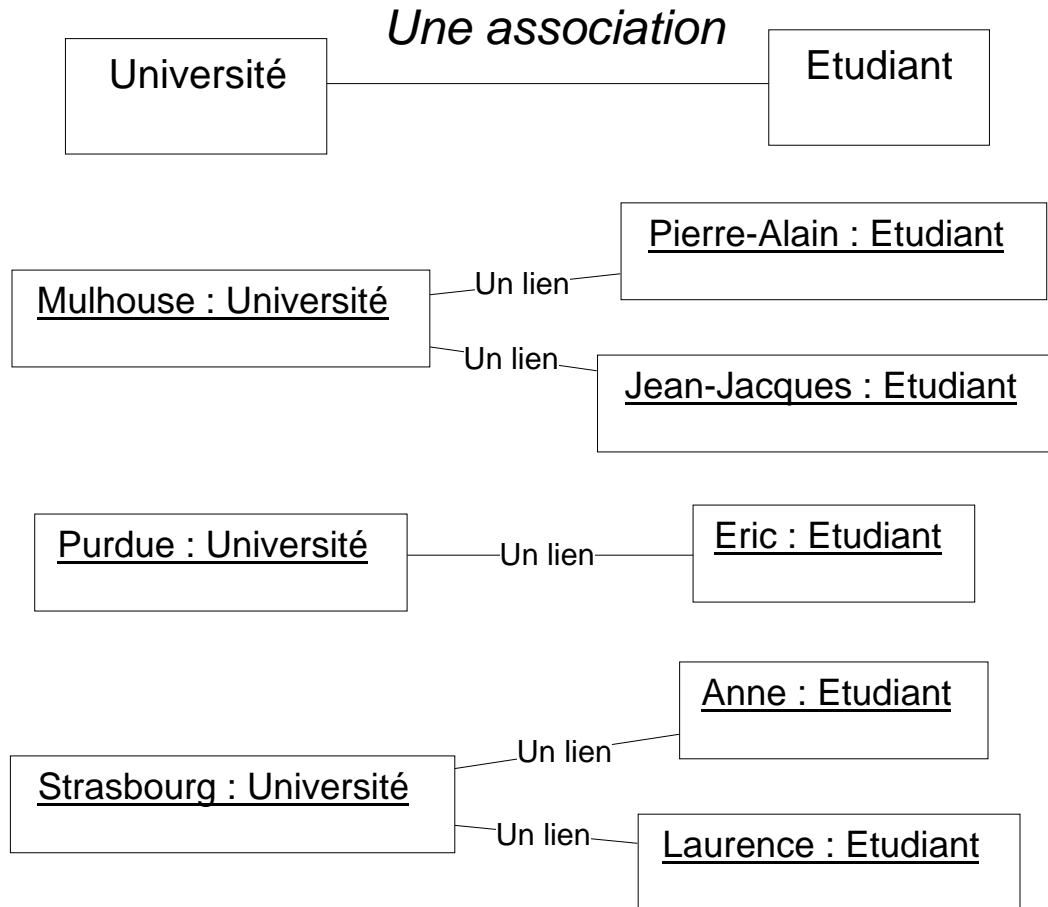 Une association
Université
Etudiant
Pierre-Alain : Etudiant
Un lien
Mulhouse : Université
Un lien
Jean-Jacques : Etudiant
Purdue : Université
Un lien
Eric : Etudiant
Anne : Etudiant
Un lien
Strasbourg : Université
Un lien
Laurence : Etudiant